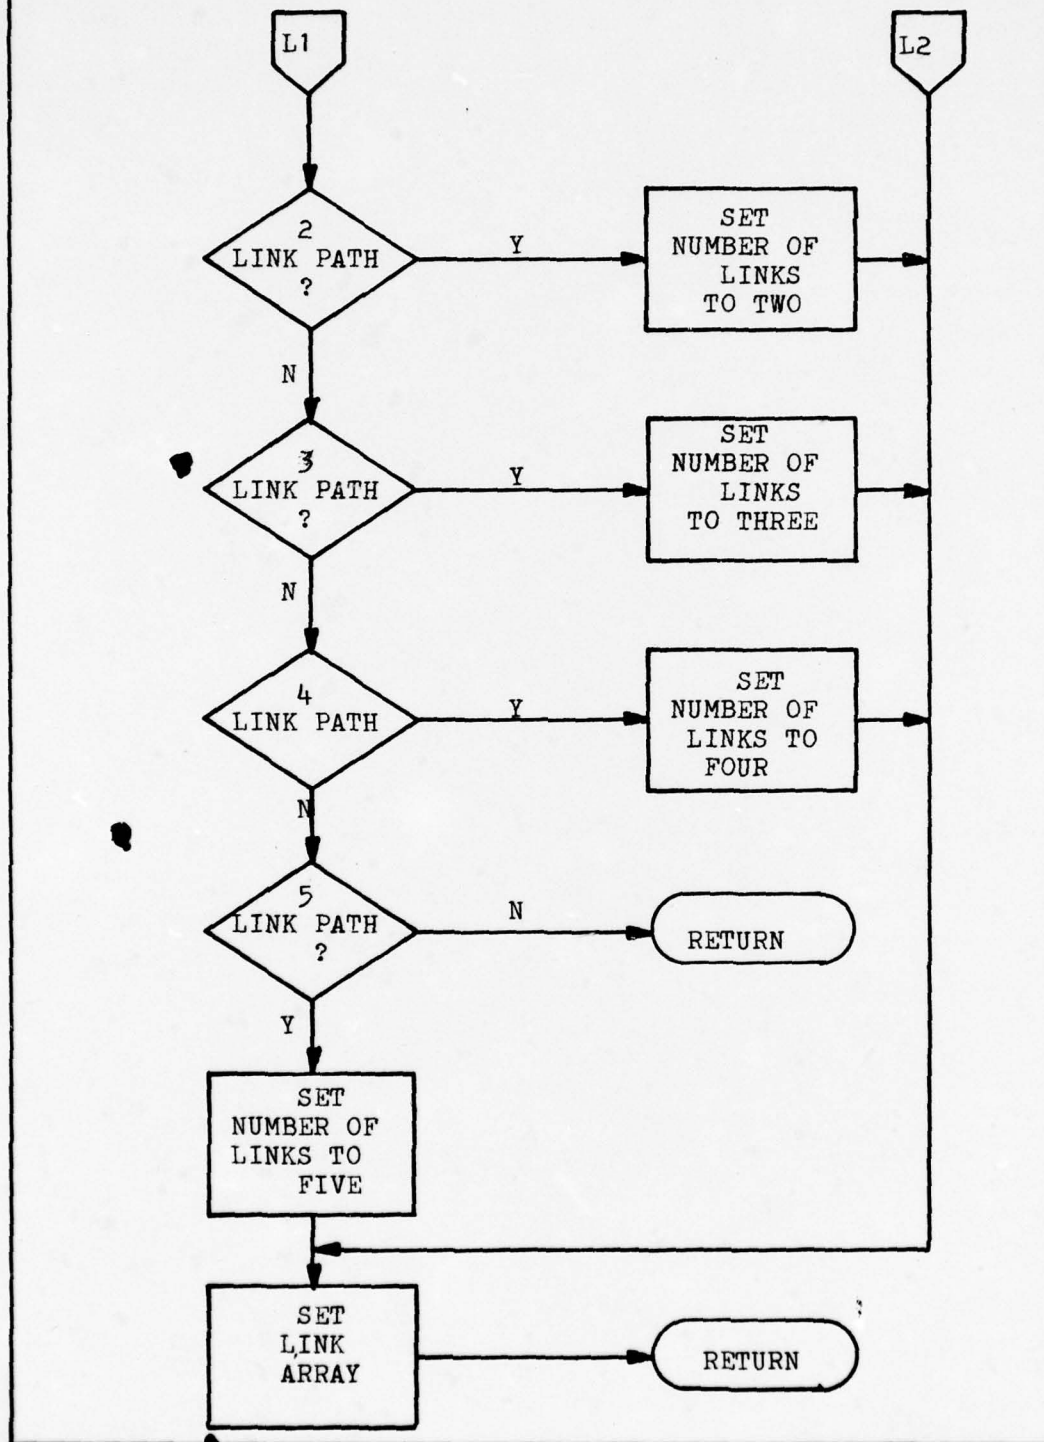 L1
L2
2
LINK PATH
?
Y
SET
NUMBER OF
LINKS
TO TWO
N
3
LINK PATH
?
Y
SET
NUMBER OF
LINKS
TO THREE
N
4
LINK PATH
Y
SET
NUMBER OF
LINKS TO
FOUR
N
5
LINK PATH
?
N
RETURN
Y
SET
NUMBER OF
LINKS TO
FIVE
SET
LINK
ARRAY
RETURN